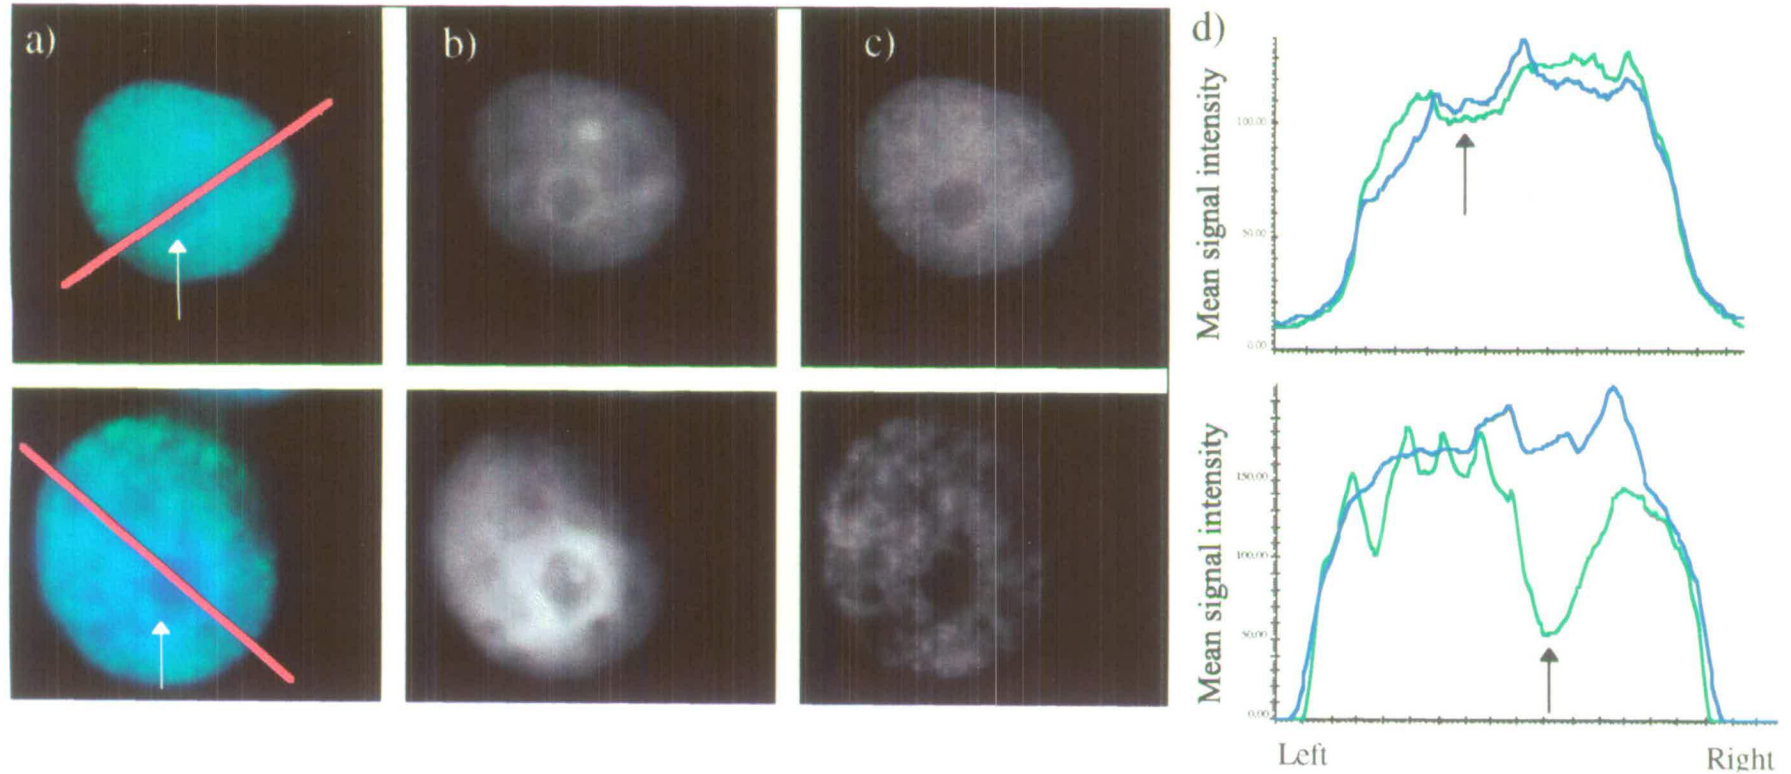 a)
b)
c)
d)
Mean signal intensity
100.00
50.00
0.00
Mean signal intensity
150.00
100.00
50.00
0.00
Left
Right